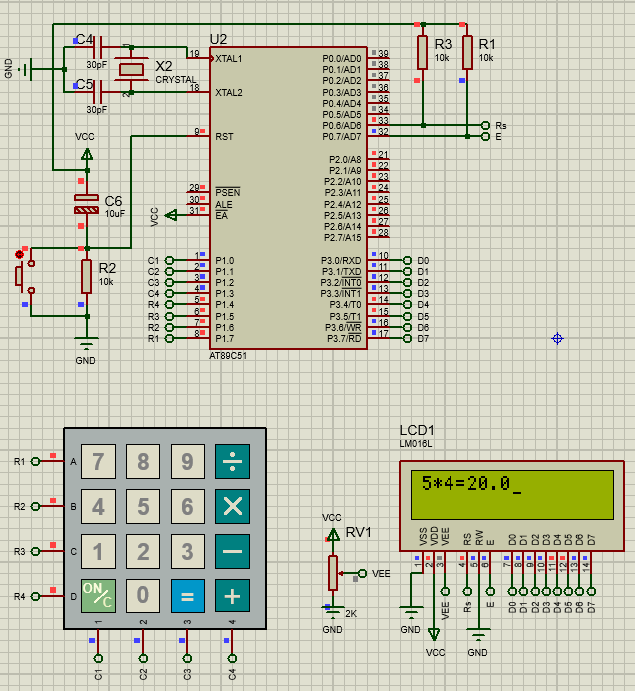 C4
30pF
X2
CRYSTAL
C5
30pF
GND
VCC
C6
10uF
R2
10k
GND
U2
19 XTAL1
18 XTAL2
9 RST
29 PSEN
30 ALE
31 EA
VCC
C1 1 P1.0
C2 2 P1.1
C3 3 P1.2
C4 4 P1.3
R4 5 P1.4
R3 6 P1.5
R2 7 P1.6
R1 8 P1.7
AT89C51
P0.0/AD0 39
P0.1/AD1 38
P0.2/AD2 37
P0.3/AD3 36
P0.4/AD4 35
P0.5/AD5 34
P0.6/AD6 33
P0.7/AD7 32
P2.0/A8 21
P2.1/A9 22
P2.2/A10 23
P2.3/A11 24
P2.4/A12 25
P2.5/A13 26
P2.6/A14 27
P2.7/A15 28
P3.0/RXD 10 D0
P3.1/TXD 11 D1
P3.2/INT0 12 D2
P3.3/INT1 13 D3
P3.4/T0 14 D4
P3.5/T1 15 D5
P3.6/WR 16 D6
P3.7/RD 17 D7
R3
10k
R1
10k
Rs
E
R1 A 7 8 9 ÷
R2 B 4 5 6 ×
R3 C 1 2 3 −
R4 D ON/C 0 = +
1 2 3 4
C1 C2 C3 C4
VCC
RV1
VEE
2K
GND
LCD1
LM016L
5*4=20.0_
VSS VDD VEE RS RW E D0 D1 D2 D3 D4 D5 D6 D7
1 2 3 4 5 6 7 8 9 10 11 12 13 14
VEE Rs E D0 D1 D2 D3 D4 D5 D6 D7
GND
VCC
GND